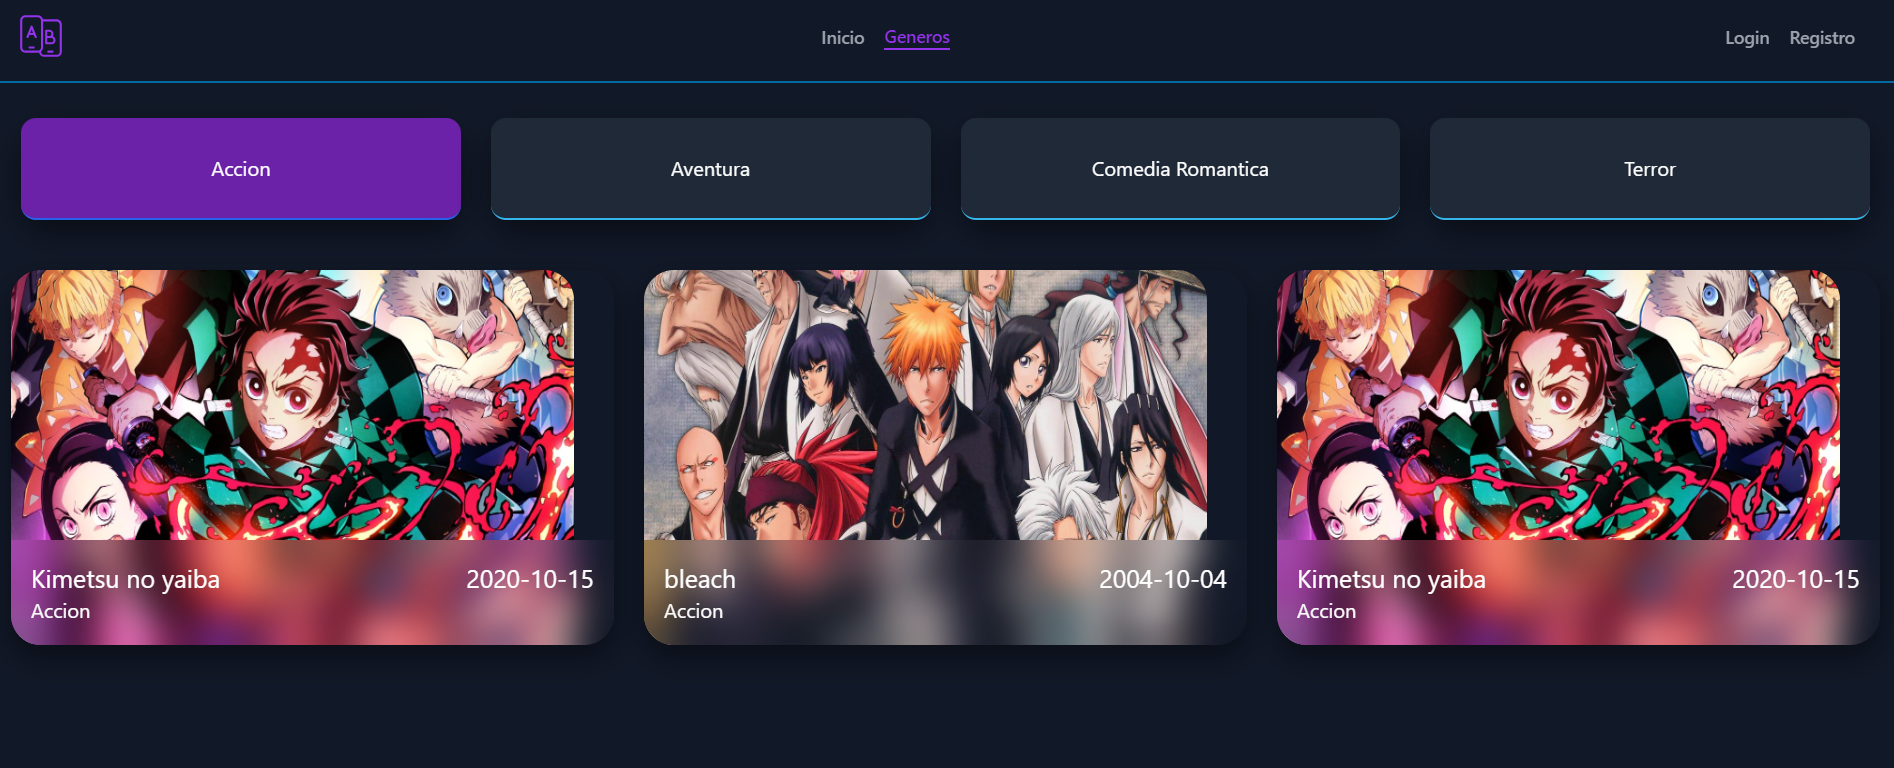 A B
Inicio Generos
Login Registro
Accion
Aventura
Comedia Romantica
Terror
Kimetsu no yaiba 2020-10-15
Accion
bleach 2004-10-04
Accion
Kimetsu no yaiba 2020-10-15
Accion